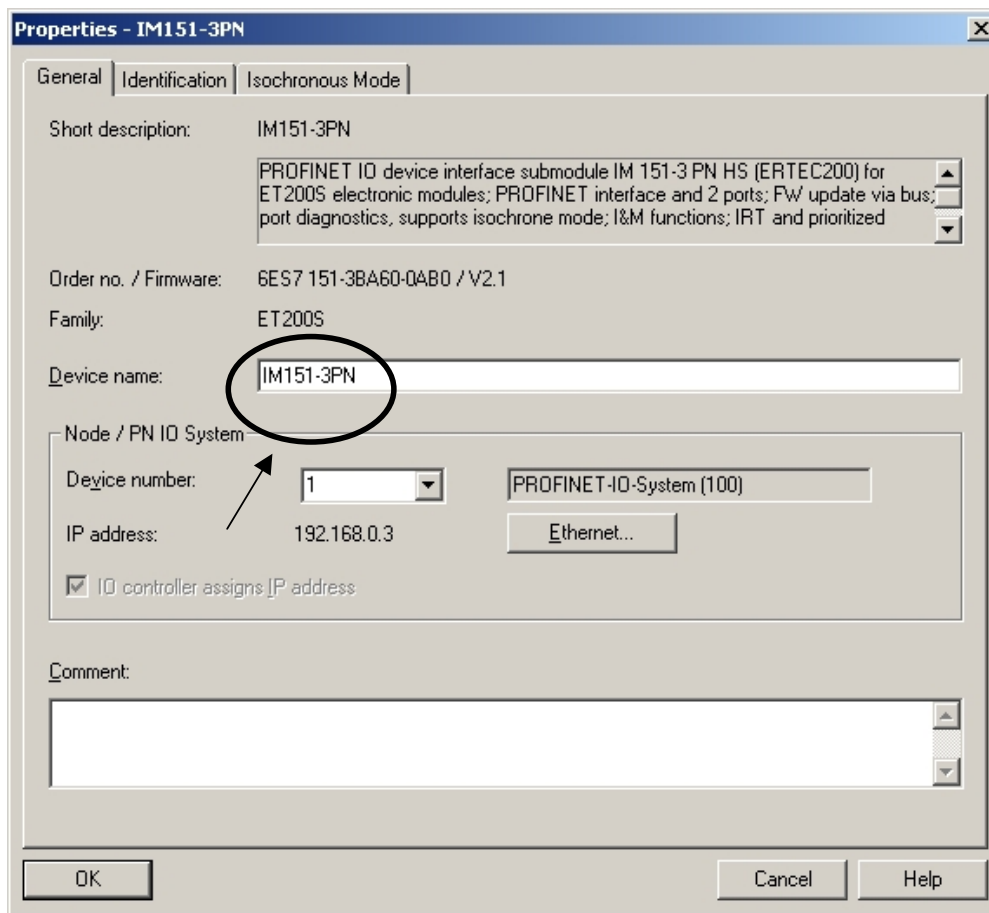 Properties - IM151-3PN
General Identification Isochronous Mode
Short description: IM151-3PN
PROFINET IO device interface submodule IM 151-3 PN HS (ERTEC200) for
ET200S electronic modules; PROFINET interface and 2 ports; FW update via bus;
port diagnostics, supports isochrone mode; I&M functions; IRT and prioritized
Order no. / Firmware: 6ES7 151-3BA60-0AB0 / V2.1
Family: ET200S
Device name: IM151-3PN
Node / PN IO System
Device number: 1 PROFINET-IO-System (100)
IP address: 192.168.0.3 Ethernet...
IO controller assigns IP address
Comment:
OK Cancel Help